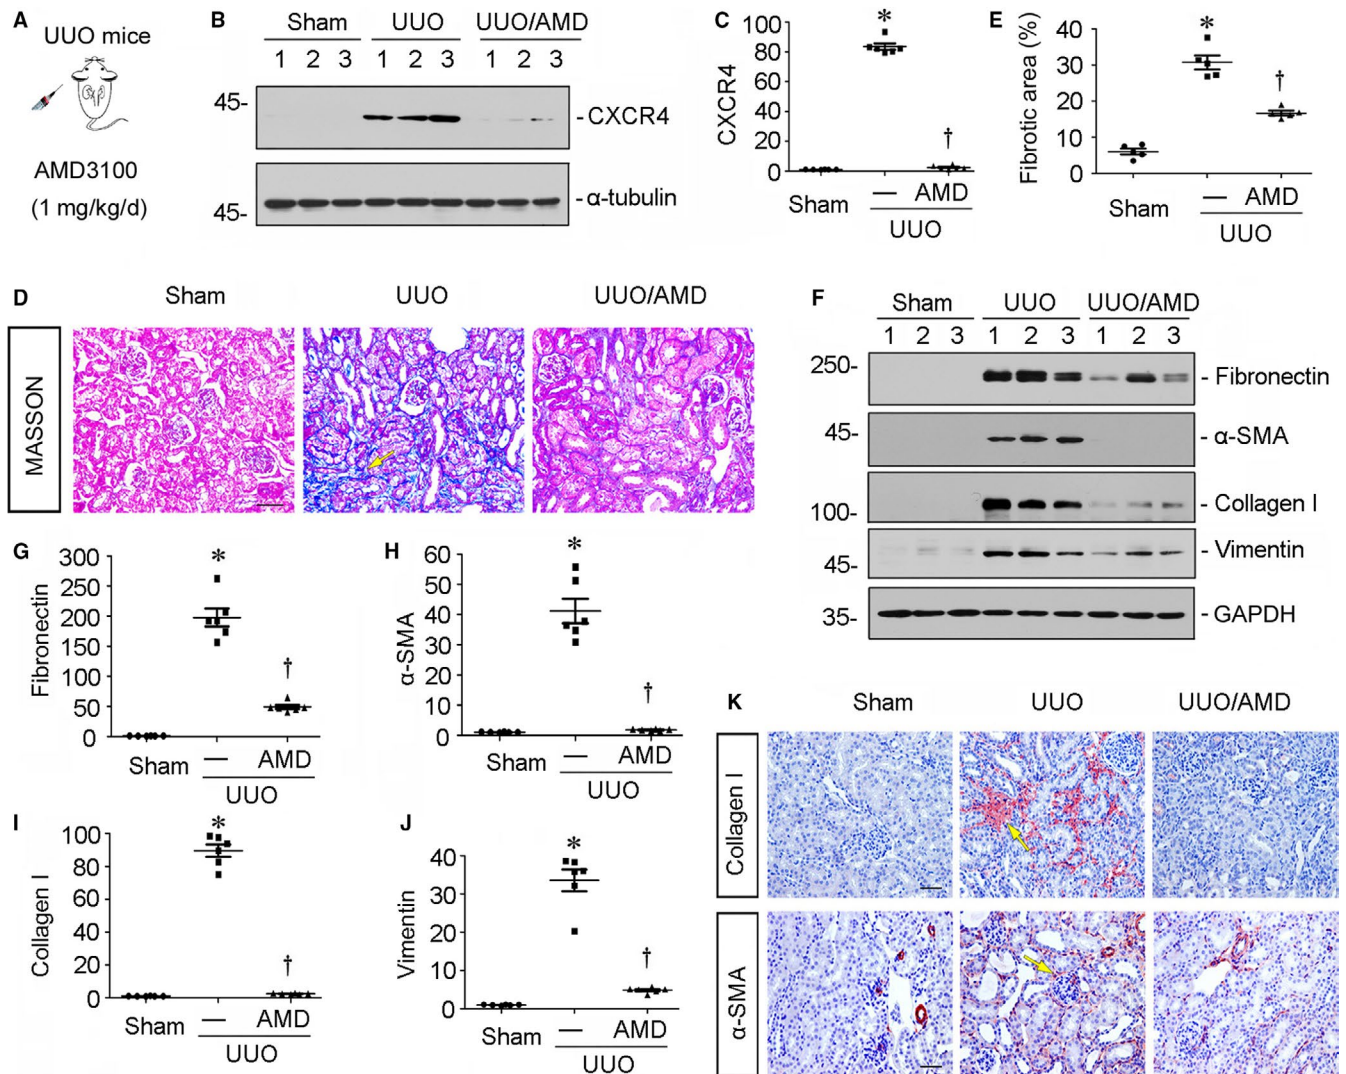 A
UUO mice
AMD3100
(1 mg/kg/d)
B
Sham UUO UUO/AMD
1 2 3 1 2 3 1 2 3
45- -CXCR4
45- -α-tubulin
C
CXCR4
100
80
60
40
20
0
*
†
Sham — AMD
UUO
E
Fibrotic area (%)
40
30
20
10
0
*
†
Sham — AMD
UUO
D
Sham UUO UUO/AMD
MASSON
F
Sham UUO UUO/AMD
1 2 3 1 2 3 1 2 3
250- - Fibronectin
45- - α-SMA
100- - Collagen I
45- - Vimentin
35- - GAPDH
G
Fibronectin
300
250
200
150
100
50
0
*
†
Sham — AMD
UUO
H
α-SMA
60
50
40
30
20
10
0
*
†
Sham — AMD
UUO
I
Collagen I
100
80
60
40
20
0
*
†
Sham — AMD
UUO
J
Vimentin
40
30
20
10
0
*
†
Sham — AMD
UUO
K
Sham UUO UUO/AMD
Collagen I
α-SMA